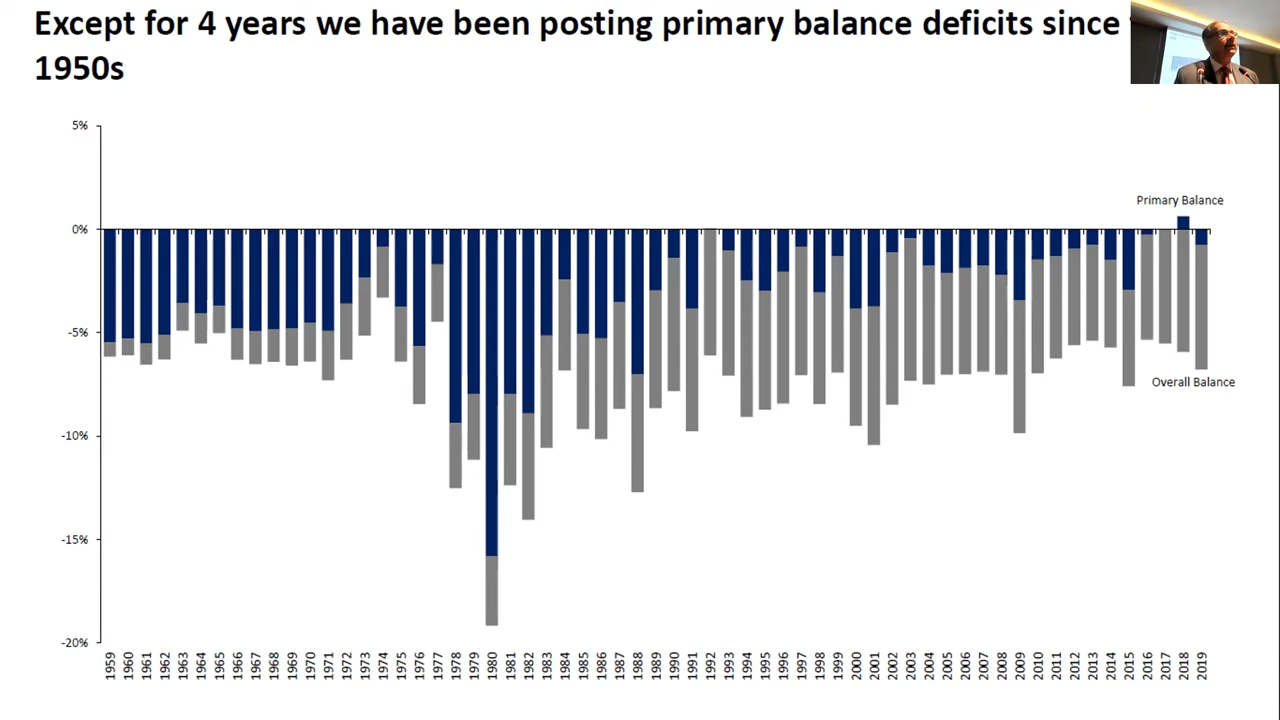 Except for 4 years we have been posting primary balance deficits since
1950s
5%
Primary Balance
0%
-5%
Overall Balance
-10%
-15%
-20%
1959 1960 1961 1962 1963 1964 1965 1966 1967 1968 1969 1970 1971 1972 1973 1974 1975 1976 1977 1978 1979 1980 1981 1982 1983 1984 1985 1986 1987 1988 1989 1990 1991 1992 1993 1994 1995 1996 1997 1998 1999 2000 2001 2002 2003 2004 2005 2006 2007 2008 2009 2010 2011 2012 2013 2014 2015 2016 2017 2018 2019